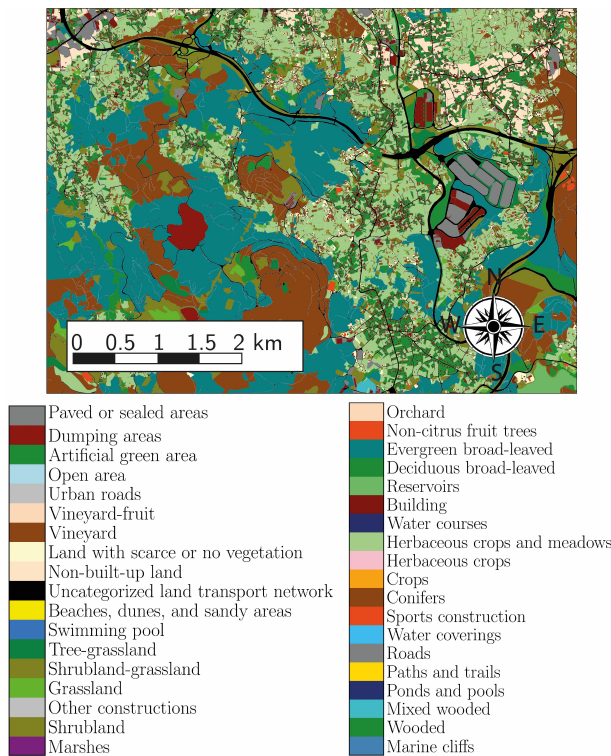 N
W E
S
0 0.5 1 1.5 2 km
Paved or sealed areas
Dumping areas
Artificial green area
Open area
Urban roads
Vineyard-fruit
Vineyard
Land with scarce or no vegetation
Non-built-up land
Uncategorized land transport network
Beaches, dunes, and sandy areas
Swimming pool
Tree-grassland
Shrubland-grassland
Grassland
Other constructions
Shrubland
Marshes
Orchard
Non-citrus fruit trees
Evergreen broad-leaved
Deciduous broad-leaved
Reservoirs
Building
Water courses
Herbaceous crops and meadows
Herbaceous crops
Crops
Conifers
Sports construction
Water coverings
Roads
Paths and trails
Ponds and pools
Mixed wooded
Wooded
Marine cliffs